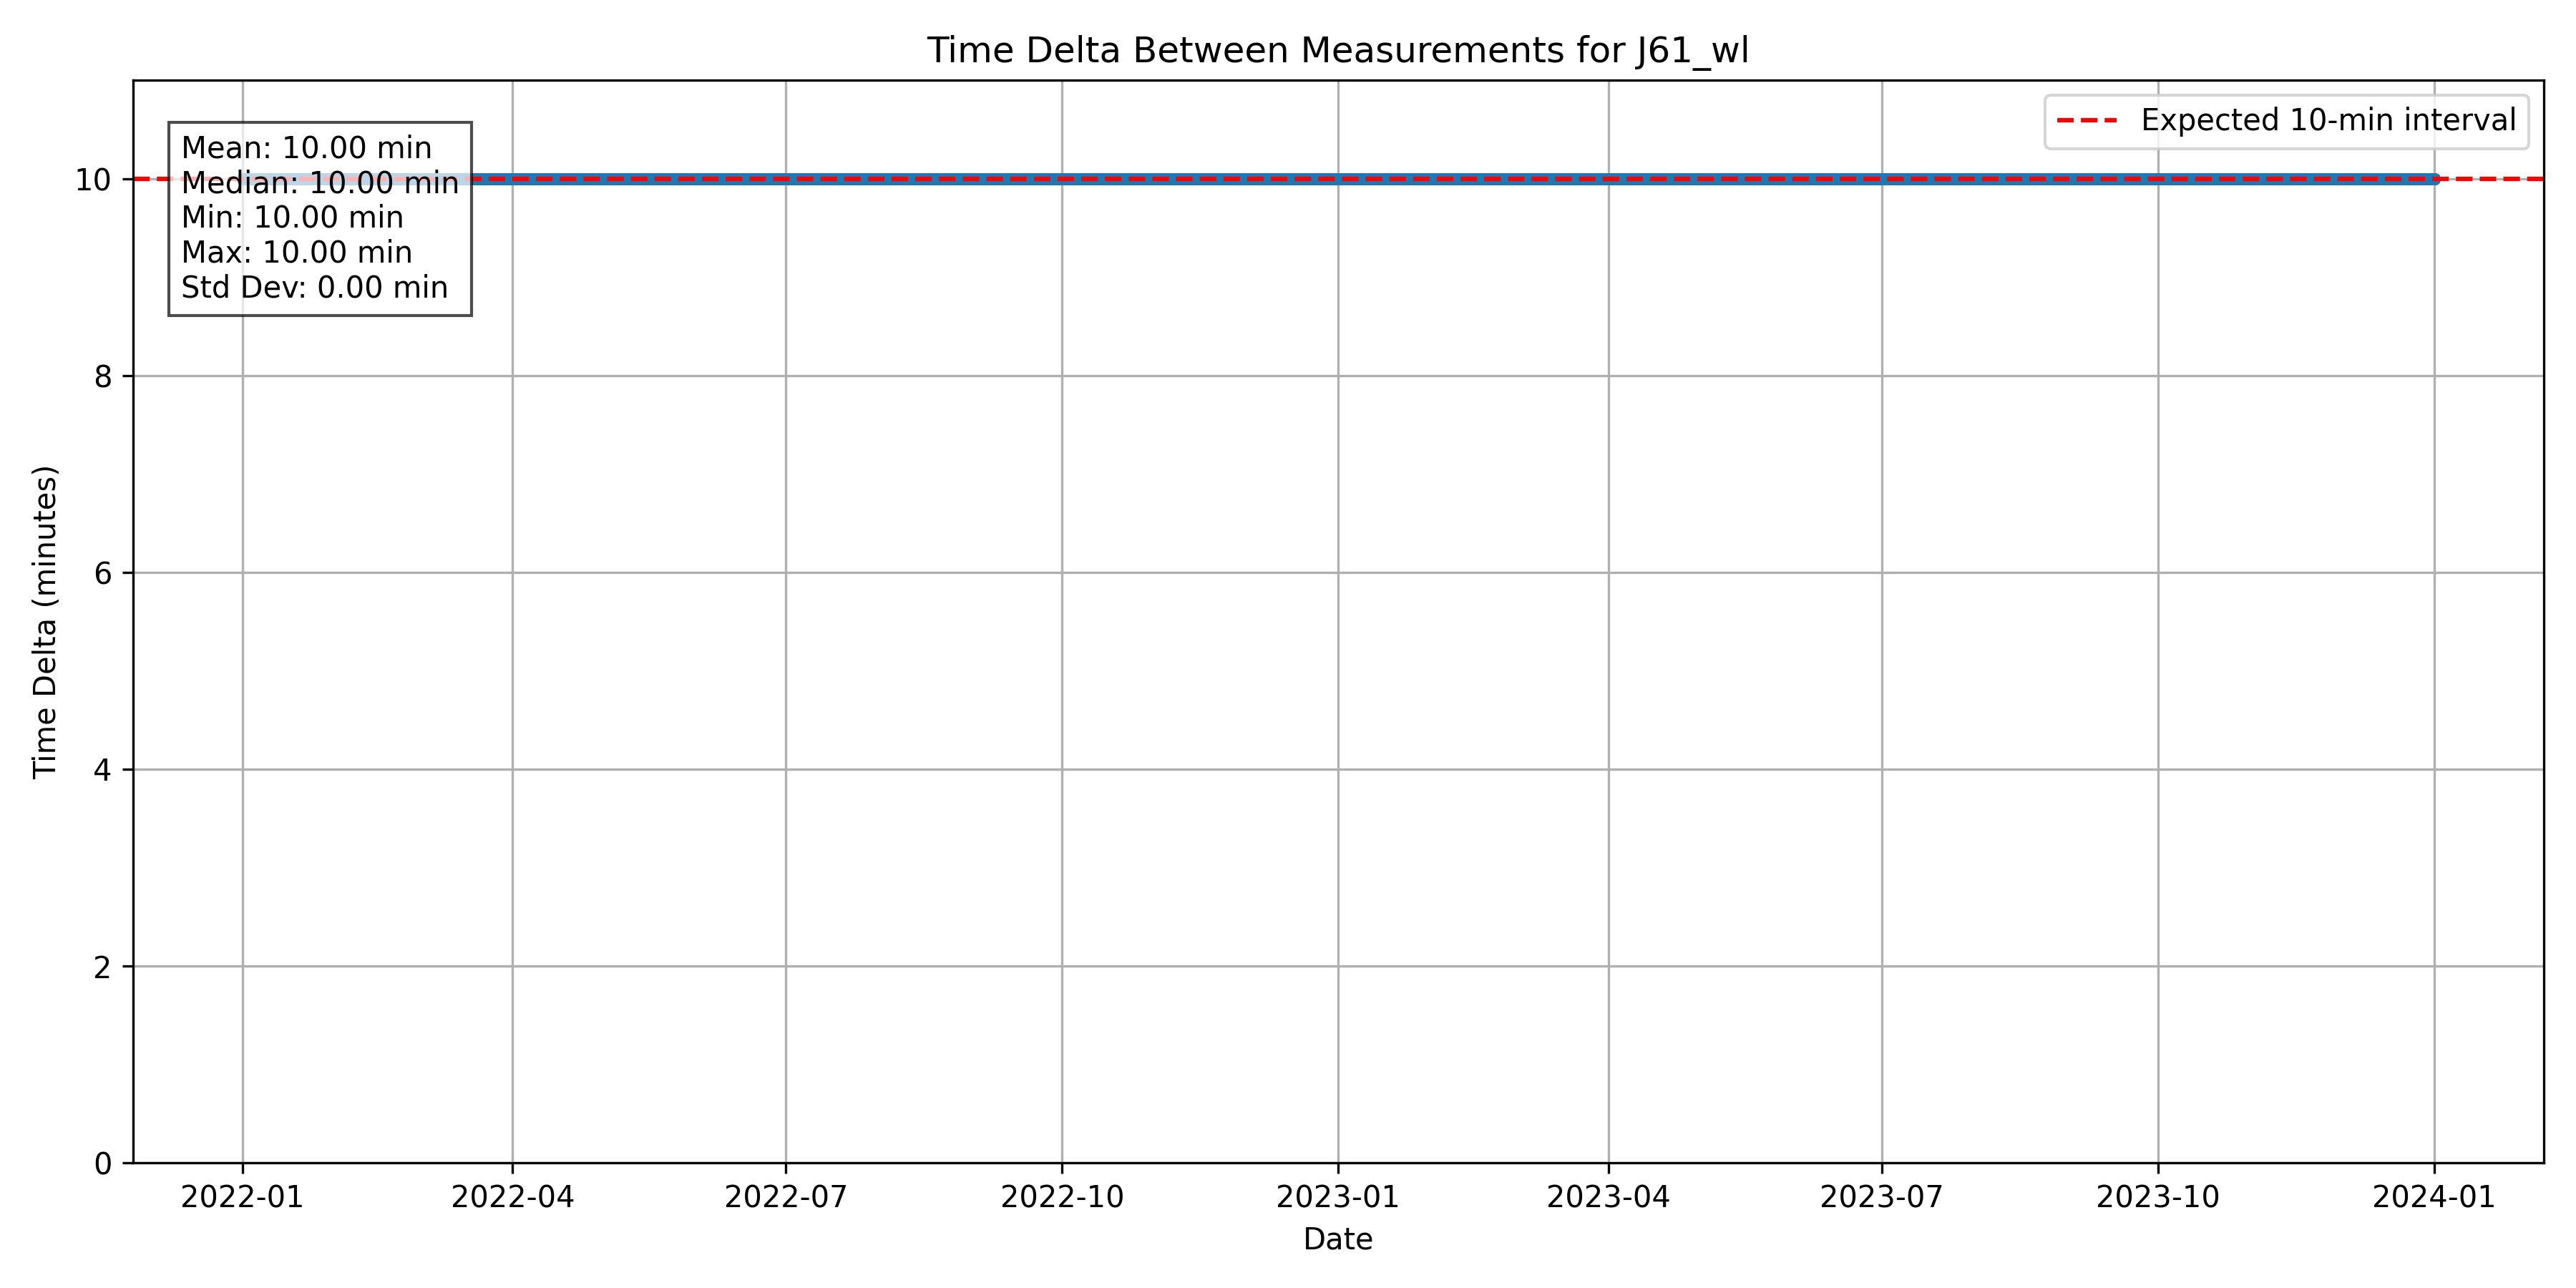 Time Delta Between Measurements for J61_wl
Expected 10-min interval
Mean: 10.00 min
Median: 10.00 min
Min: 10.00 min
Max: 10.00 min
Std Dev: 0.00 min
Time Delta (minutes)
10
8
6
4
2
0
2022-01 2022-04 2022-07 2022-10 2023-01 2023-04 2023-07 2023-10 2024-01
Date